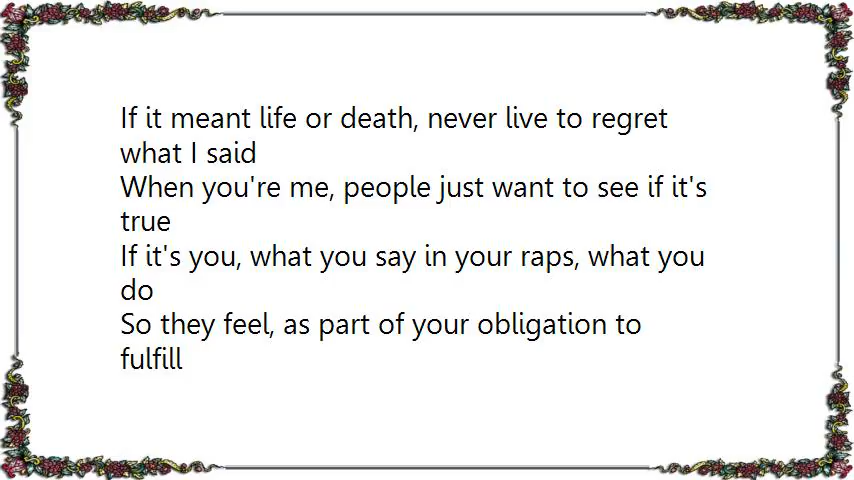 If it meant life or death, never live to regret
what I said
When you're me, people just want to see if it's
true
If it's you, what you say in your raps, what you
do
So they feel, as part of your obligation to
fulfill